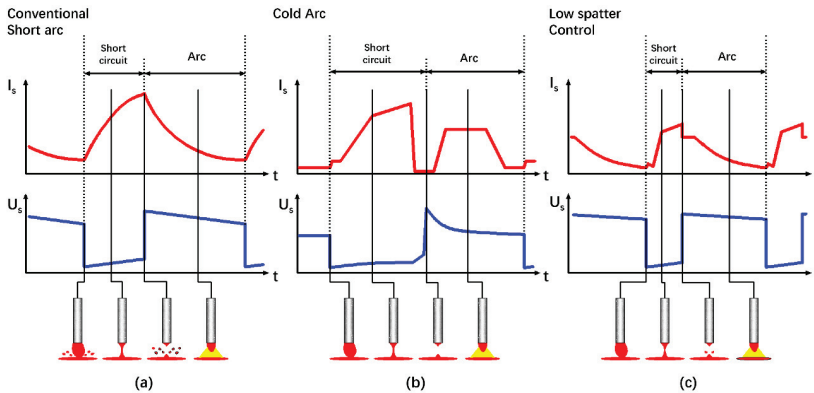 Conventional
Short arc
Short
circuit
Arc
Is
t
Us
t
(a)
Cold Arc
Short
circuit
Arc
Is
t
Us
t
(b)
Low spatter
Control
Short
circuit
Arc
Is
t
Us
t
(c)